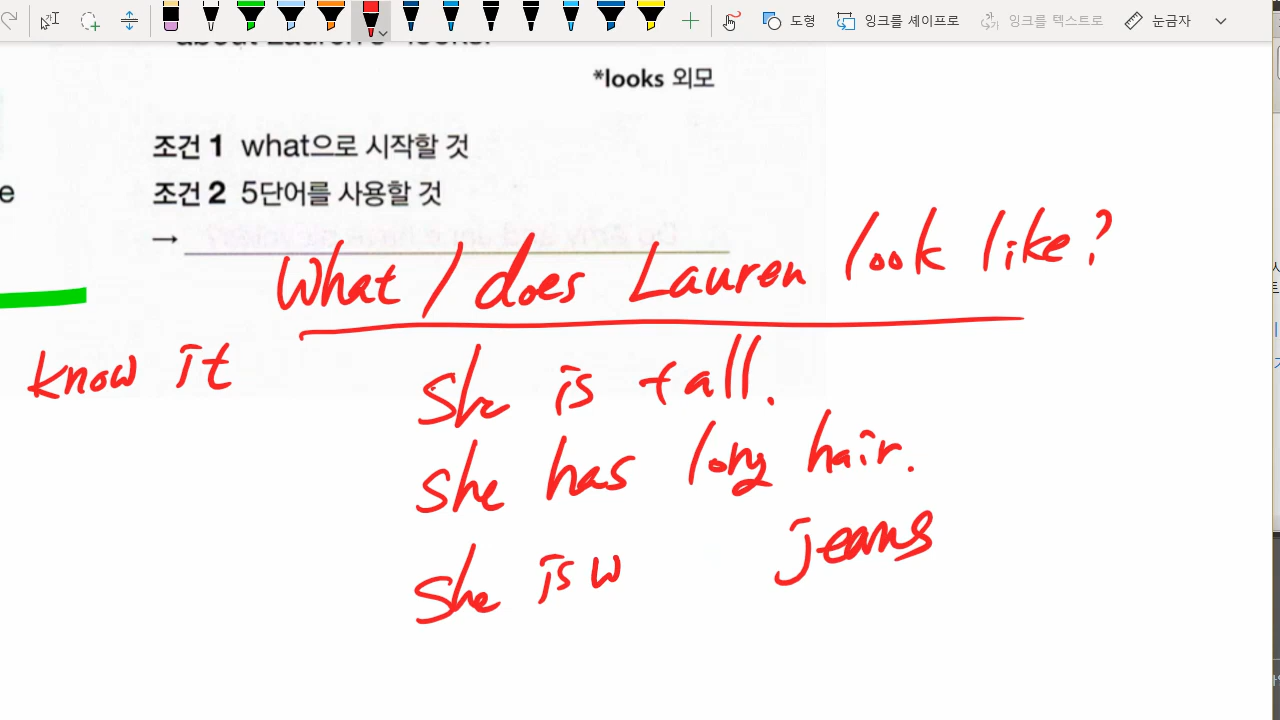 도형 잉크를 셰이프로 잉크를 텍스트로 눈금자
about Lauren's looks.
*looks 외모
조건 1 what으로 시작할 것
조건 2 5단어를 사용할 것
→
e
What / does Lauren look like?
know it
She is tall.
She has long hair.
She is w jeans